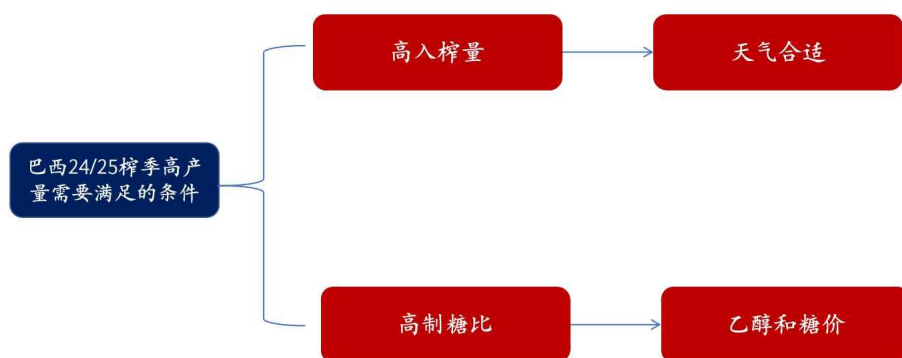 高入榨量
天气合适
巴西24/25榨季高产
量需要满足的条件
高制糖比
乙醇和糖价